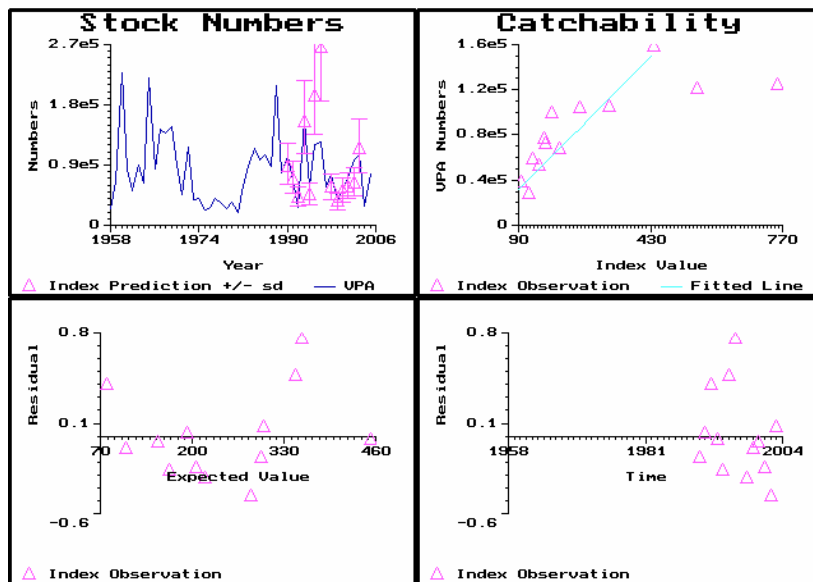 Stock Numbers
2.7e5
1.8e5
0.9e5
0
Numbers
1958 1974 1990 2006
Year
Index Prediction +/- sd VPA
Catchability
1.6e5
1.2e5
0.8e5
0.4e5
0
VPA Numbers
90 430 770
Index Value
Index Observation Fitted Line
0.8
0.1
-0.6
Residual
70 200 330 460
Expected Value
Index Observation
0.8
0.1
-0.6
Residual
1958 1981 2004
Time
Index Observation